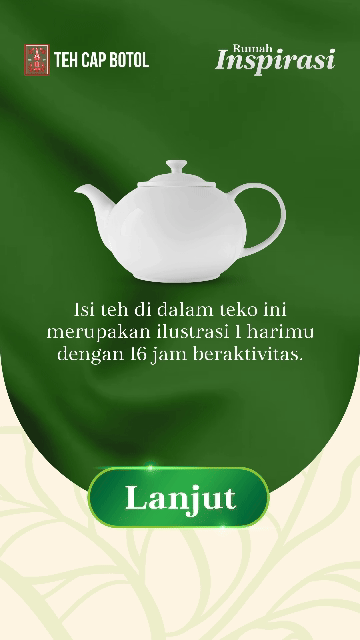 TEH CAP BOTOL
Rumah
Inspirasi
Isi teh di dalam teko ini
merupakan ilustrasi 1 harimu
dengan 16 jam beraktivitas.
Lanjut